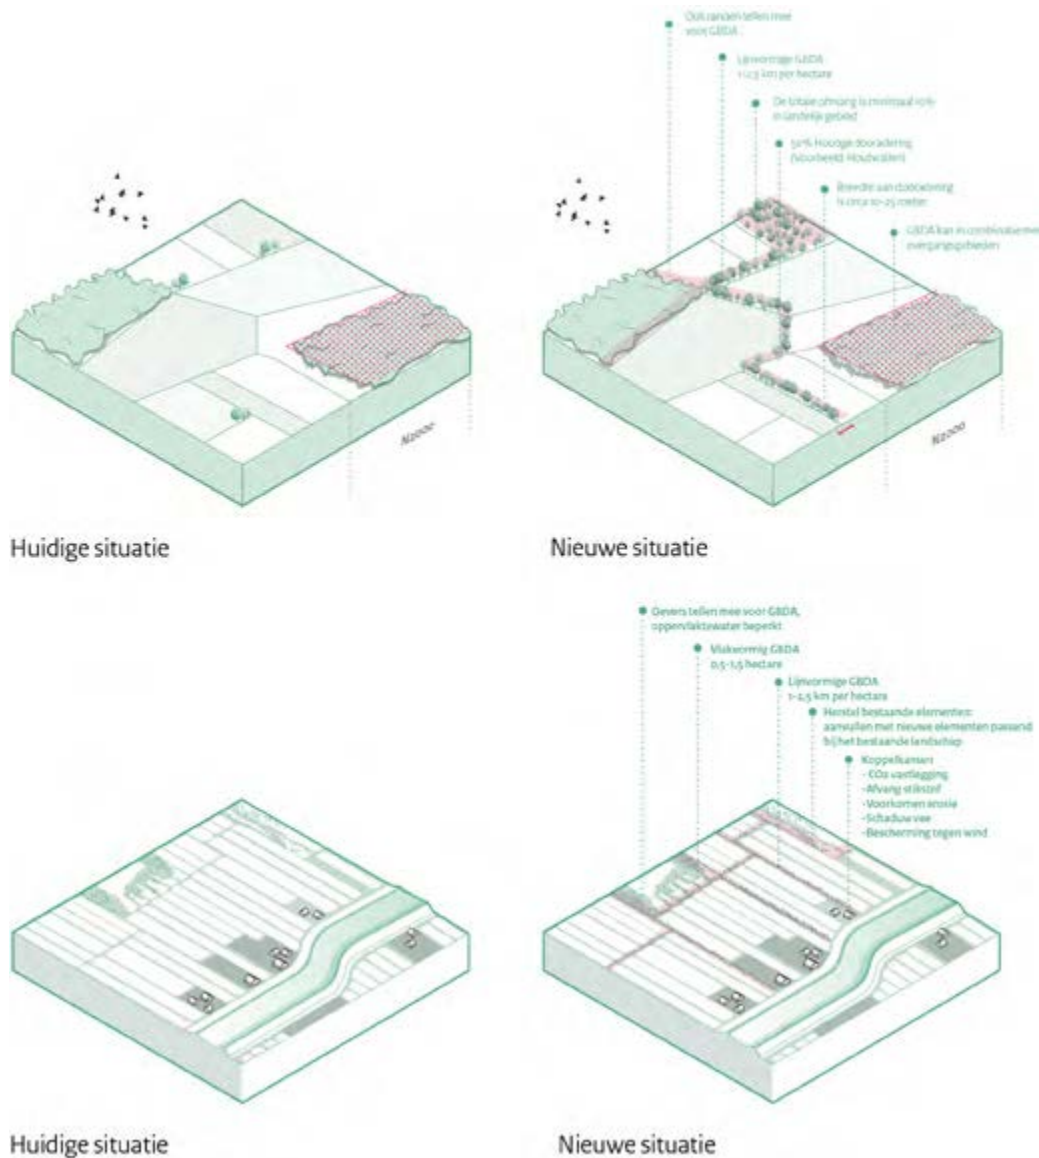 Ook randen tellen mee
voor GBDA
Lijnvormige GBDA
km per hectare
De totale omvang is minimaal 10%
in landelijk gebied
50% Houtige dooradering
(Voorbeeld Houtwallen)
Breedte van dooradering
is circa 10-25 meter
GBDA kan in combinatie met
overgangsgebieden
N2000
N2000
Huidige situatie
Nieuwe situatie
Oevers tellen mee voor GBDA,
oppervlaktewater beperkt
Vlakvormig GBDA
0,5-1,5 hectare
Lijnvormige GBDA
1-2,5 km per hectare
Herstel bestaande elementen:
aanvullen met nieuwe elementen passend
bij het bestaande landschap
Koppelkansen
- CO2 vastlegging
-Afvang stikstof
-Voorkomen erosie
-Schaduw vee
-Bescherming tegen wind
Huidige situatie
Nieuwe situatie